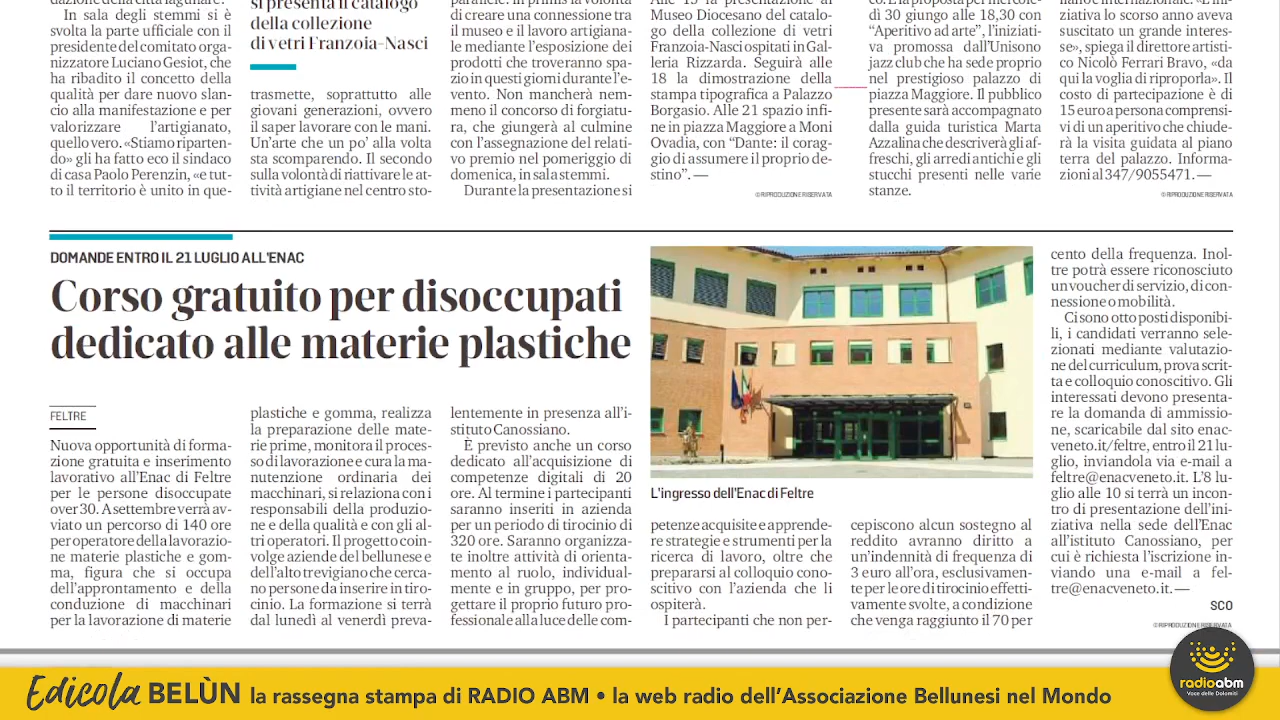 In sala degli stemmi si è
svolta la parte ufficiale con il
presidente del comitato orga-
nizzatore Luciano Gesiot, che
ha ribadito il concetto della
qualità per dare nuovo slan-
cio alla manifestazione e per
valorizzare l'artigianato,
quello vero. «Stiamo riparten-
do» gli ha fatto eco il sindaco
di casa Paolo Perenzin, «e tut-
to il territorio è unito in que-
si presenta il catalogo
della collezione
di vetri Franzoia-Nasci
trasmette, soprattutto alle
giovani generazioni, ovvero
il saper lavorare con le mani.
Un'arte che un po' alla volta
sta scomparendo. Il secondo
sulla volontà di riattivare le at-
tività artigiane nel centro sto-
parallele. In primis la volontà
di creare una connessione tra
il museo e il lavoro artigiana-
le mediante l'esposizione dei
prodotti che troveranno spa-
zio in questi giorni durante l'e-
vento. Non mancherà nem-
meno il concorso di forgiatu-
ra, che giungerà al culmine
con l'assegnazione del relati-
vo premio nel pomeriggio di
domenica, in sala stemmi.
Durante la presentazione si
Alle 15 la presentazione al
Museo Diocesano del catalo-
go della collezione di vetri
Franzoia-Nasci ospitati in Gal-
leria Rizzarda. Seguirà alle
18 la dimostrazione della
stampa tipografica a Palazzo
Borgasio. Alle 21 spazio infi-
ne in piazza Maggiore a Moni
Ovadia, con “Dante: il corag-
gio di assumere il proprio de-
stino”. —
© RIPRODUZIONE RISERVATA
co. E la proposta per mercole-
dì 30 giungo alle 18,30 con
“Aperitivo ad arte”, l'iniziati-
va promossa dall'Unisono
jazz club che ha sede proprio
nel prestigioso palazzo di
piazza Maggiore. Il pubblico
presente sarà accompagnato
dalla guida turistica Marta
Azzalina che descriverà gli af-
freschi, gli arredi antichi e gli
stucchi presenti nelle varie
stanze.
ziativa lo scorso anno aveva
suscitato un grande interes-
se», spiega il direttore artisti-
co Nicolò Ferrari Bravo, «da
qui la voglia di riproporla». Il
costo di partecipazione è di
15 euro a persona comprensi-
vi di un aperitivo che chiude-
rà la visita guidata al piano
terra del palazzo. Informa-
zioni al 347/9055471. —
© RIPRODUZIONE RISERVATA
DOMANDE ENTRO IL 21 LUGLIO ALL'ENAC
Corso gratuito per disoccupati
dedicato alle materie plastiche
FELTRE
Nuova opportunità di forma-
zione gratuita e inserimento
lavorativo all'Enac di Feltre
per le persone disoccupate
over 30. A settembre verrà av-
viato un percorso di 140 ore
per operatore della lavorazio-
ne materie plastiche e gom-
ma, figura che si occupa
dell'approntamento e della
conduzione di macchinari
per la lavorazione di materie
plastiche e gomma, realizza
la preparazione delle mate-
rie prime, monitora il proces-
so di lavorazione e cura la ma-
nutenzione ordinaria dei
macchinari, si relaziona con i
responsabili della produzio-
ne e della qualità e con gli al-
tri operatori. Il progetto coin-
volge aziende del bellunese e
dell'alto trevigiano che cerca-
no persone da inserire in tiro-
cinio. La formazione si terrà
dal lunedì al venerdì preva-
lentemente in presenza all'i-
stituto Canossiano.
È previsto anche un corso
dedicato all'acquisizione di
competenze digitali di 20
ore. Al termine i partecipanti
saranno inseriti in azienda
per un periodo di tirocinio di
320 ore. Saranno organizza-
te inoltre attività di orienta-
mento al ruolo, individual-
mente e in gruppo, per pro-
gettare il proprio futuro pro-
fessionale alla luce delle com-
L'ingresso dell'Enac di Feltre
petenze acquisite e apprende-
re strategie e strumenti per la
ricerca di lavoro, oltre che
prepararsi al colloquio cono-
scitivo con l'azienda che li
ospiterà.
I partecipanti che non per-
cepiscono alcun sostegno al
reddito avranno diritto a
un'indennità di frequenza di
3 euro all'ora, esclusivamen-
te per le ore di tirocinio effetti-
vamente svolte, a condizione
che venga raggiunto il 70 per
cento della frequenza. Inol-
tre potrà essere riconosciuto
un voucher di servizio, di con-
nessione o mobilità.
Ci sono otto posti disponibi-
li, i candidati verranno sele-
zionati mediante valutazio-
ne del curriculum, prova scrit-
ta e colloquio conoscitivo. Gli
interessati devono presenta-
re la domanda di ammissio-
ne, scaricabile dal sito enac-
veneto.it/feltre, entro il 21 lu-
glio, inviandola via e-mail a
feltre@enacveneto.it. L'8 lu-
glio alle 10 si terrà un incon-
tro di presentazione dell'ini-
ziativa nella sede dell'Enac
all'istituto Canossiano, per
cui è richiesta l'iscrizione in-
viando una e-mail a fel-
tre@enacveneto.it. —
SCO
© RIPRODUZIONE RISERVATA
Edicola BELÙN la rassegna stampa di RADIO ABM • la web radio dell'Associazione Bellunesi nel Mondo
radioabm
Voce delle Dolomiti